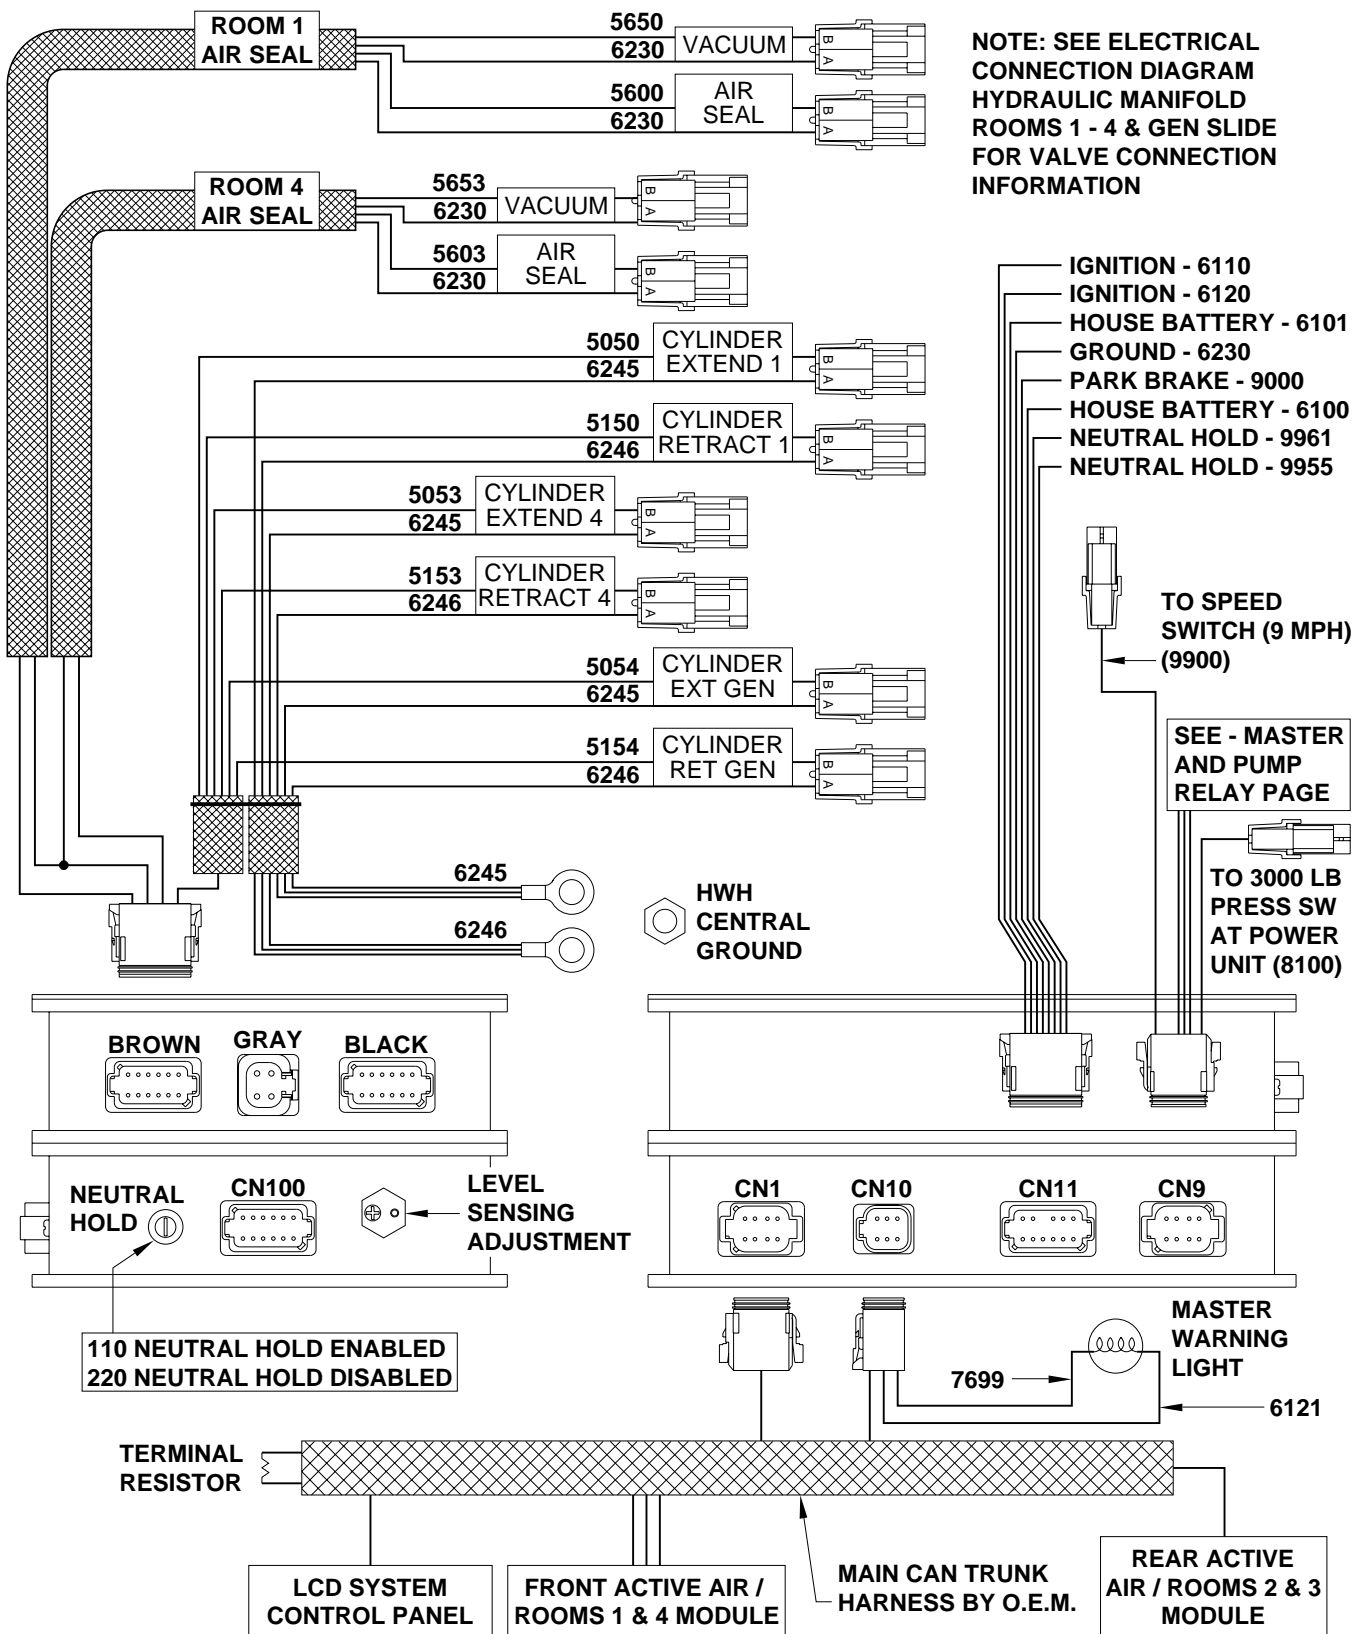 ROOM 1
AIR SEAL
5650
6230
VACUUM
B
A
5600
6230
AIR
SEAL
B
A
NOTE: SEE ELECTRICAL
CONNECTION DIAGRAM
HYDRAULIC MANIFOLD
ROOMS 1 - 4 & GEN SLIDE
FOR VALVE CONNECTION
INFORMATION
ROOM 4
AIR SEAL
5653
6230
VACUUM
B
A
5603
6230
AIR
SEAL
B
A
IGNITION - 6110
IGNITION - 6120
HOUSE BATTERY - 6101
GROUND - 6230
PARK BRAKE - 9000
HOUSE BATTERY - 6100
NEUTRAL HOLD - 9961
NEUTRAL HOLD - 9955
5050
6245
CYLINDER
EXTEND 1
B
A
5150
6246
CYLINDER
RETRACT 1
B
A
5053
6245
CYLINDER
EXTEND 4
B
A
5153
6246
CYLINDER
RETRACT 4
B
A
5054
6245
CYLINDER
EXT GEN
B
A
5154
6246
CYLINDER
RET GEN
B
A
TO SPEED
SWITCH (9 MPH)
(9900)
SEE - MASTER
AND PUMP
RELAY PAGE
TO 3000 LB
PRESS SW
AT POWER
UNIT (8100)
6245
6246
HWH
CENTRAL
GROUND
BROWN
GRAY
BLACK
NEUTRAL
HOLD
CN100
LEVEL
SENSING
ADJUSTMENT
CN1
CN10
CN11
CN9
110 NEUTRAL HOLD ENABLED
220 NEUTRAL HOLD DISABLED
MASTER
WARNING
LIGHT
7699
6121
TERMINAL
RESISTOR
LCD SYSTEM
CONTROL PANEL
FRONT ACTIVE AIR /
ROOMS 1 & 4 MODULE
MAIN CAN TRUNK
HARNESS BY O.E.M.
REAR ACTIVE
AIR / ROOMS 2 & 3
MODULE